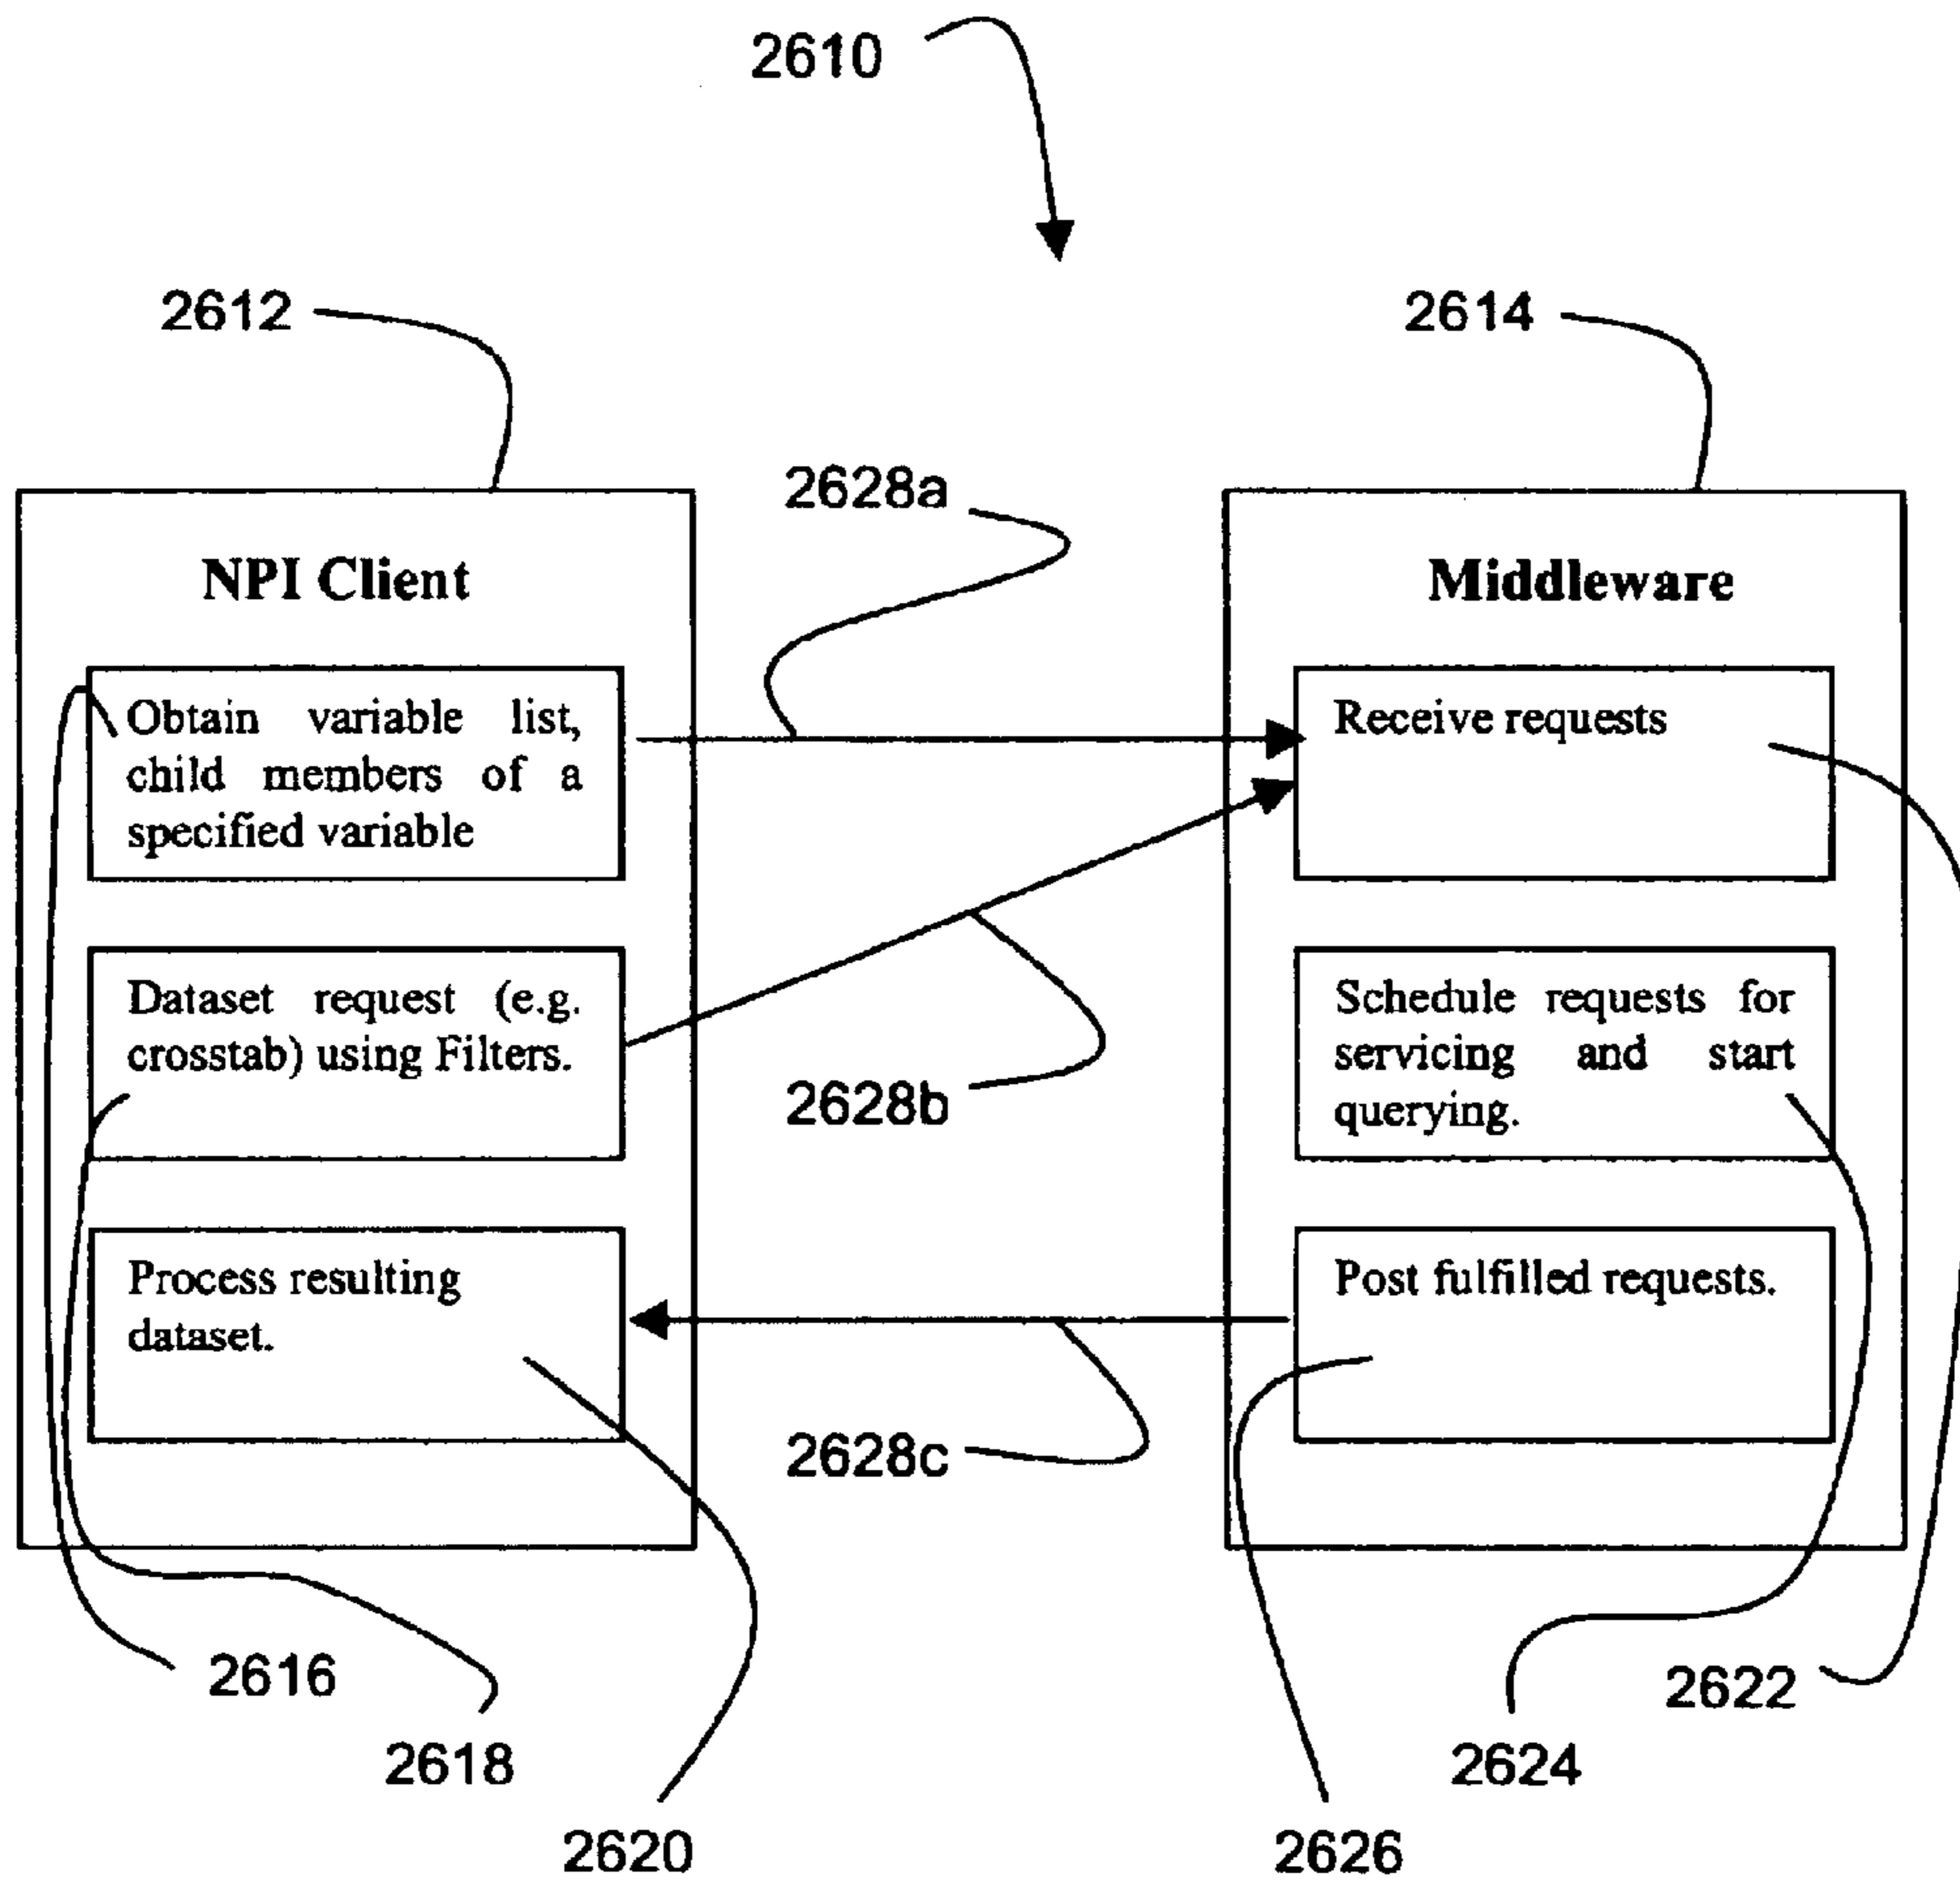 2610
2612
2614
2628a
NPI Client
Middleware
Obtain variable list,
child members of a
specified variable
Receive requests
Dataset request (e.g.
crosstab) using Filters.
2628b
Schedule requests for
servicing and start
querying.
Process resulting
dataset.
Post fulfilled requests.
2628c
2616
2618
2620
2622
2624
2626